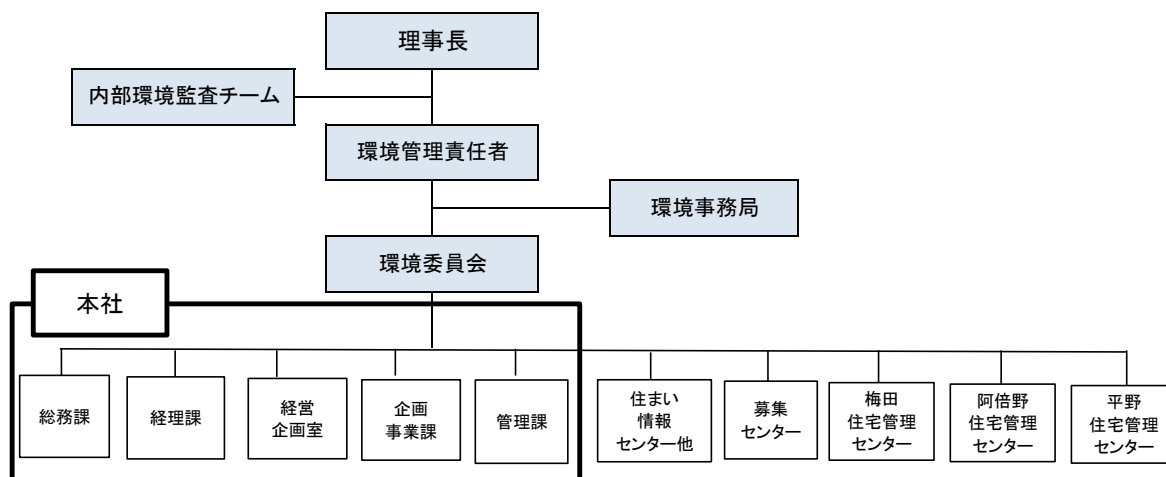 理事長
内部環境監査チーム
環境管理責任者
環境事務局
環境委員会
本社
総務課
経理課
経営
企画室
企画
事業課
管理課
住まい
情報
センター他
募集
センター
梅田
住宅管理
センター
阿倍野
住宅管理
センター
平野
住宅管理
センター